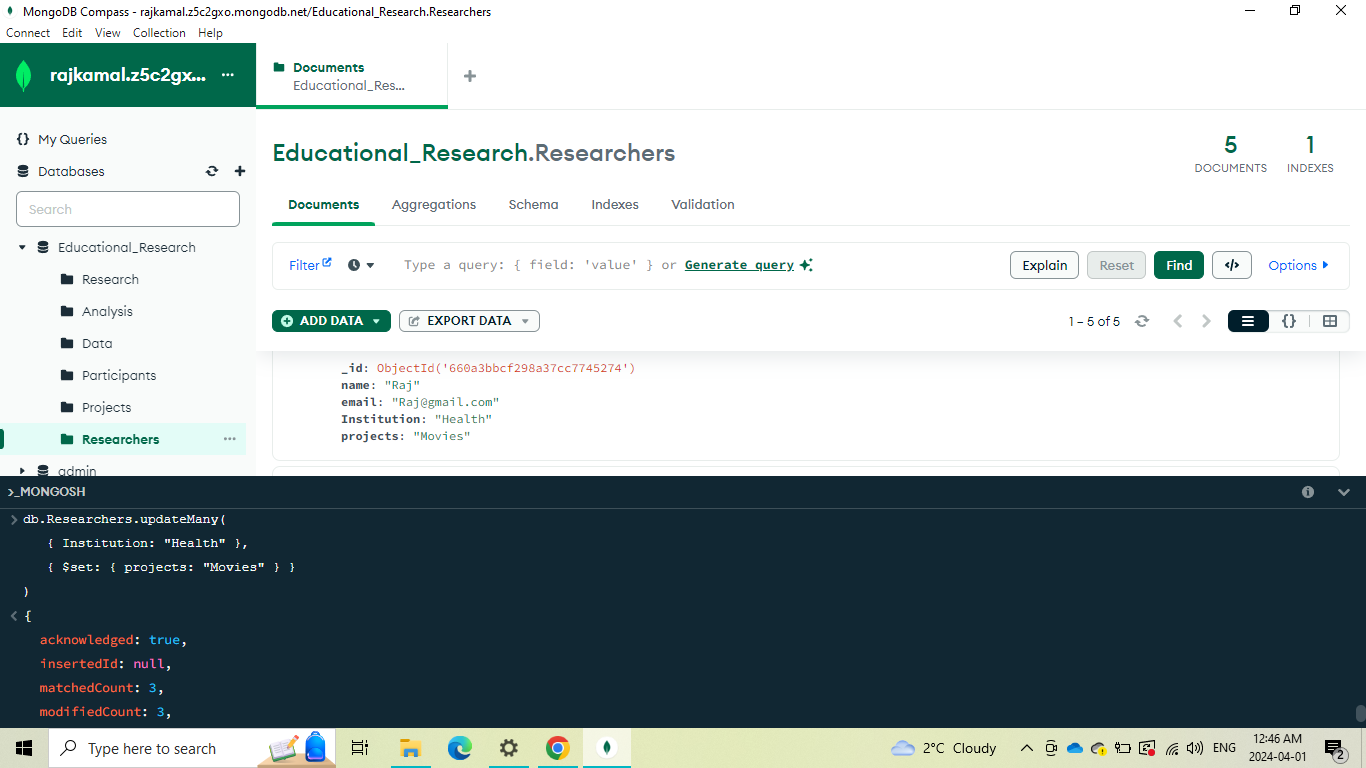 MongoDB Compass - rajkamal.z5c2gxo.mongodb.net/Educational_Research.Researchers
Connect Edit View Collection Help
rajkamal.z5c2gx... ...
Documents
Educational_Res...
My Queries
Databases
Search
Educational_Research
Research
Analysis
Data
Participants
Projects
Researchers
admin
Educational_Research.Researchers
5
DOCUMENTS
1
INDEXES
Documents Aggregations Schema Indexes Validation
Filter Type a query: { field: 'value' } or Generate query Explain Reset Find </> Options
ADD DATA EXPORT DATA 1 – 5 of 5 {}
_id: ObjectId('660a3bbcf298a37cc7745274')
name: "Raj"
email: "Raj@gmail.com"
Institution: "Health"
projects: "Movies"
>_MONGOSH
> db.Researchers.updateMany(
{ Institution: "Health" },
{ $set: { projects: "Movies" } }
)
< {
acknowledged: true,
insertedId: null,
matchedCount: 3,
modifiedCount: 3,
Type here to search
2°C Cloudy
ENG
12:46 AM
2024-04-01
2